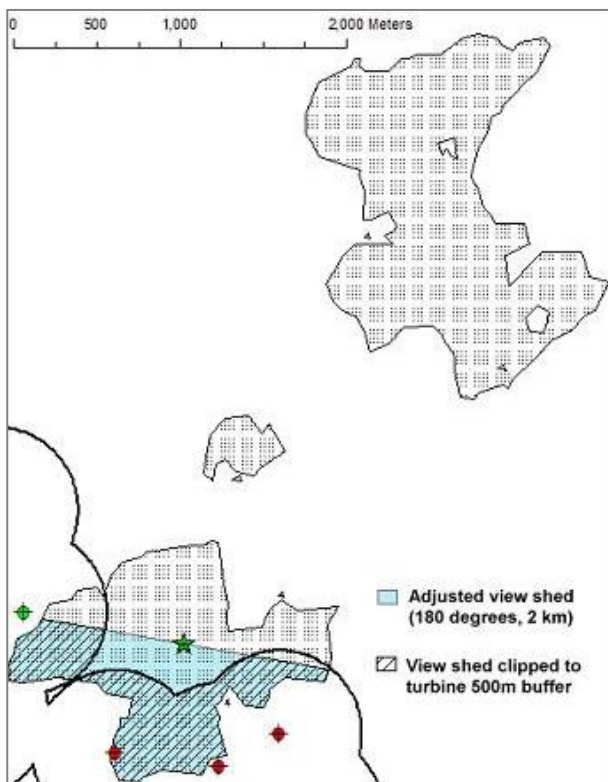 0 500 1,000 2,000 Meters
Adjusted view shed
(180 degrees, 2 km)
View shed clipped to
turbine 500m buffer